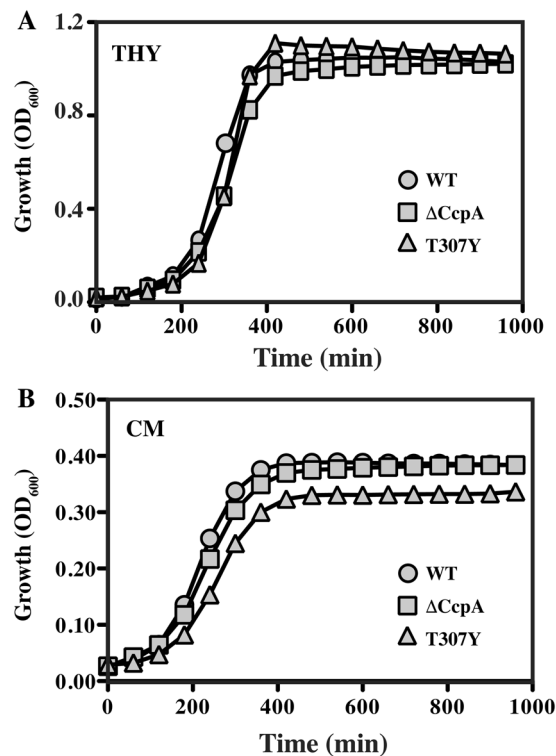 A
THY
Growth (OD600)
1.2
0.8
0.4
0.0
WT
ΔCcpA
T307Y
0 200 400 600 800 1000
Time (min)
B
CM
Growth (OD600)
0.50
0.40
0.30
0.20
0.10
0.00
WT
ΔCcpA
T307Y
0 200 400 600 800 1000
Time (min)